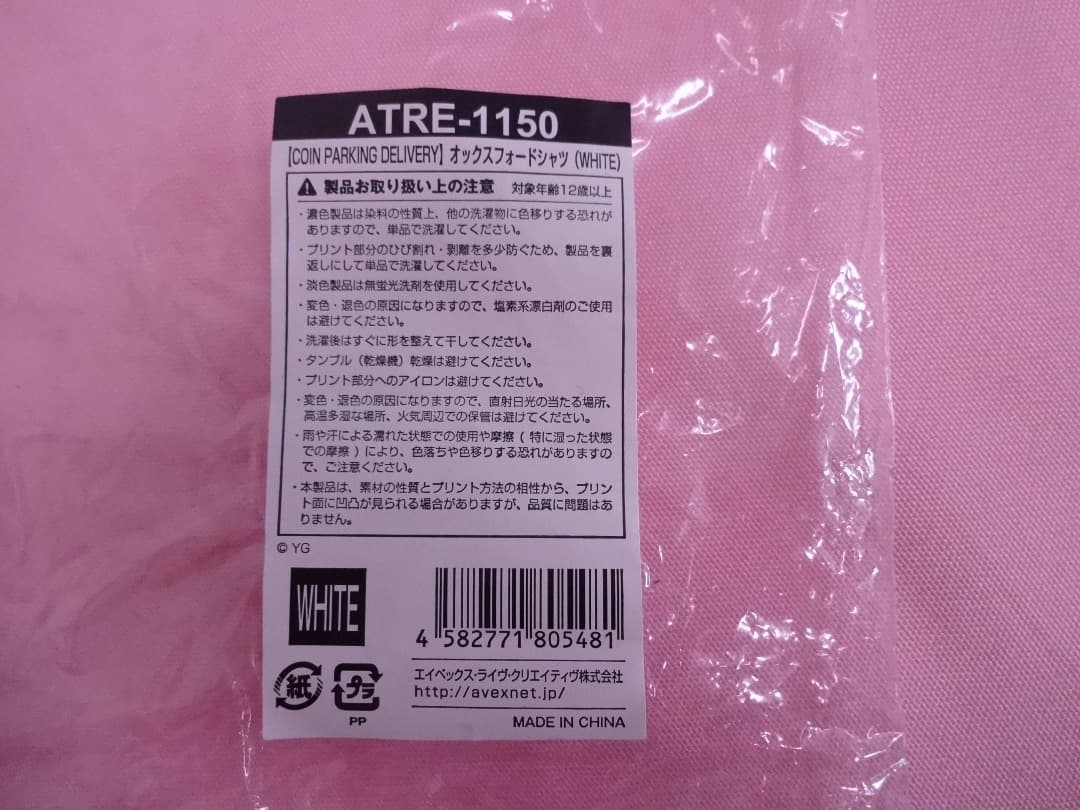 ATRE-1150
【COIN PARKING DELIVERY】オックスフォードシャツ（WHITE）
製品お取り扱い上の注意 対象年齢12歳以上
・濃色製品は染料の性質上、他の洗濯物に色移りする恐れが
ありますので、単品で洗濯してください。
・プリント部分のひび割れ・剥離を多少防ぐため、製品を裏
返しにして単品で洗濯してください。
・淡色製品は無蛍光洗剤を使用してください。
・変色・退色の原因になりますので、塩素系漂白剤のご使用
は避けてください。
・洗濯後はすぐに形を整えて干してください。
・タンブル（乾燥機）乾燥は避けてください。
・プリント部分へのアイロンは避けてください。
・変色・退色の原因になりますので、直射日光の当たる場所、
高温多湿な場所、火気周辺での保管は避けてください。
・雨や汗による濡れた状態での使用や摩擦（特に湿った状態
での摩擦）により、色落ちや色移りする恐れがありますの
で、ご注意ください。
・本製品は、素材の性質とプリント方法の相性から、プリン
ト面に凹凸が見られる場合がありますが、品質に問題はあ
りません。
© YG
WHITE
4 582771 805481
紙 プラ
PP
エイベックス・ライヴ・クリエイティヴ株式会社
http://avexnet.jp/
MADE IN CHINA